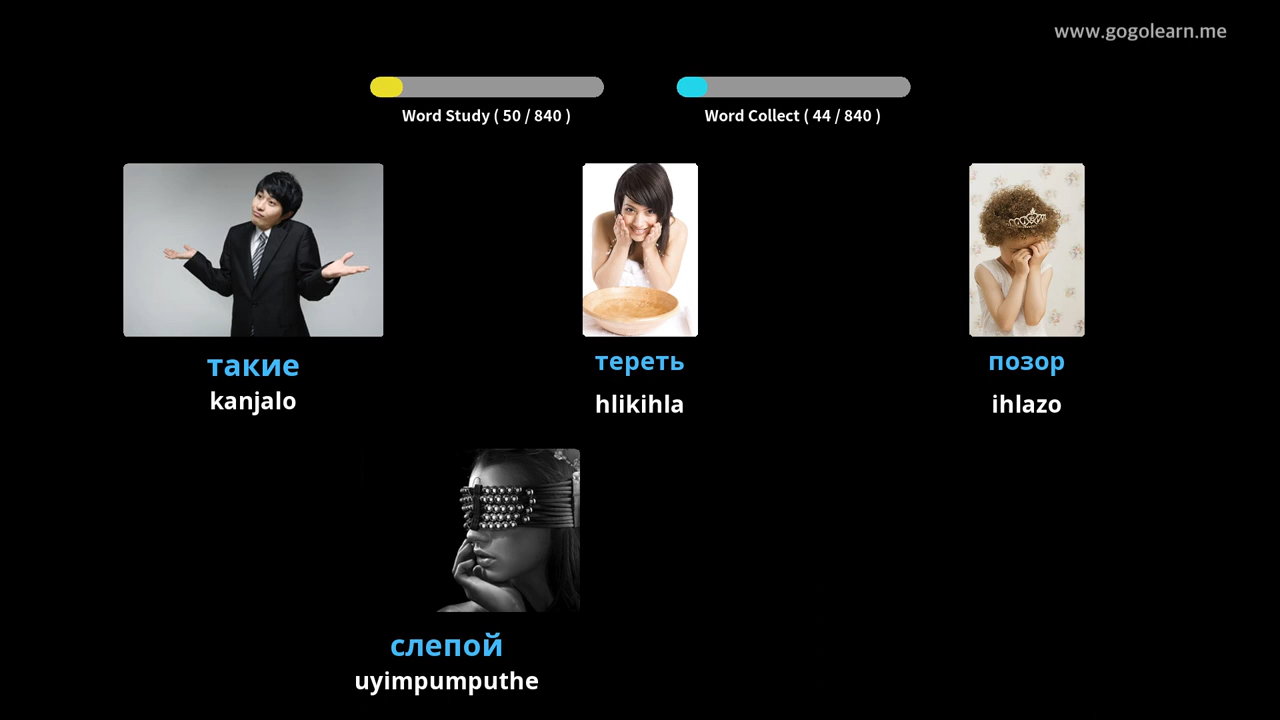 www.gogolearn.me
Word Study ( 50 / 840 )
Word Collect ( 44 / 840 )
такие
kanjalo
тереть
hlikihla
позор
ihlazo
слепой
uyimpumputhe